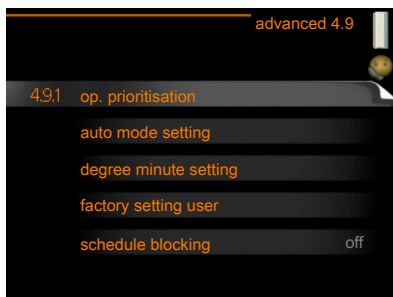 advanced 4.9
4.9.1 op. prioritisation
auto mode setting
degree minute setting
factory setting user
schedule blocking off